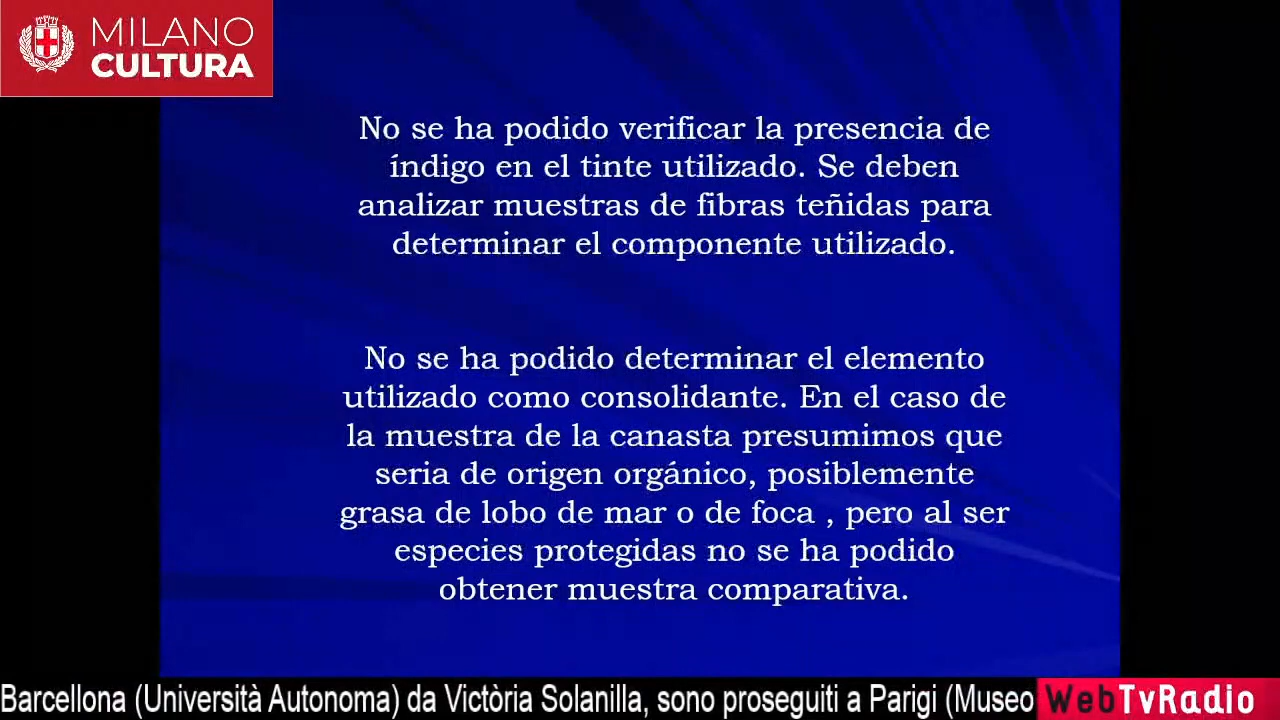 MILANO
CULTURA
No se ha podido verificar la presencia de
índigo en el tinte utilizado. Se deben
analizar muestras de fibras teñidas para
determinar el componente utilizado.
No se ha podido determinar el elemento
utilizado como consolidante. En el caso de
la muestra de la canasta presumimos que
seria de origen orgánico, posiblemente
grasa de lobo de mar o de foca , pero al ser
especies protegidas no se ha podido
obtener muestra comparativa.
Barcellona (Università Autonoma) da Victòria Solanilla, sono proseguiti a Parigi (Museo
WebTvRadio